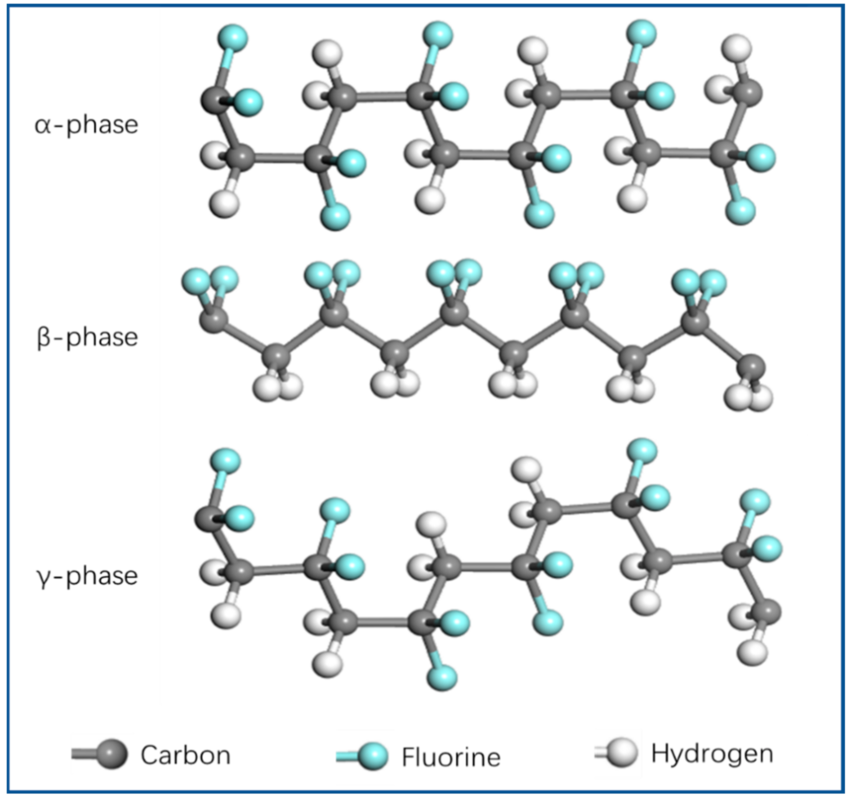 α-phase
β-phase
γ-phase
Carbon Fluorine Hydrogen